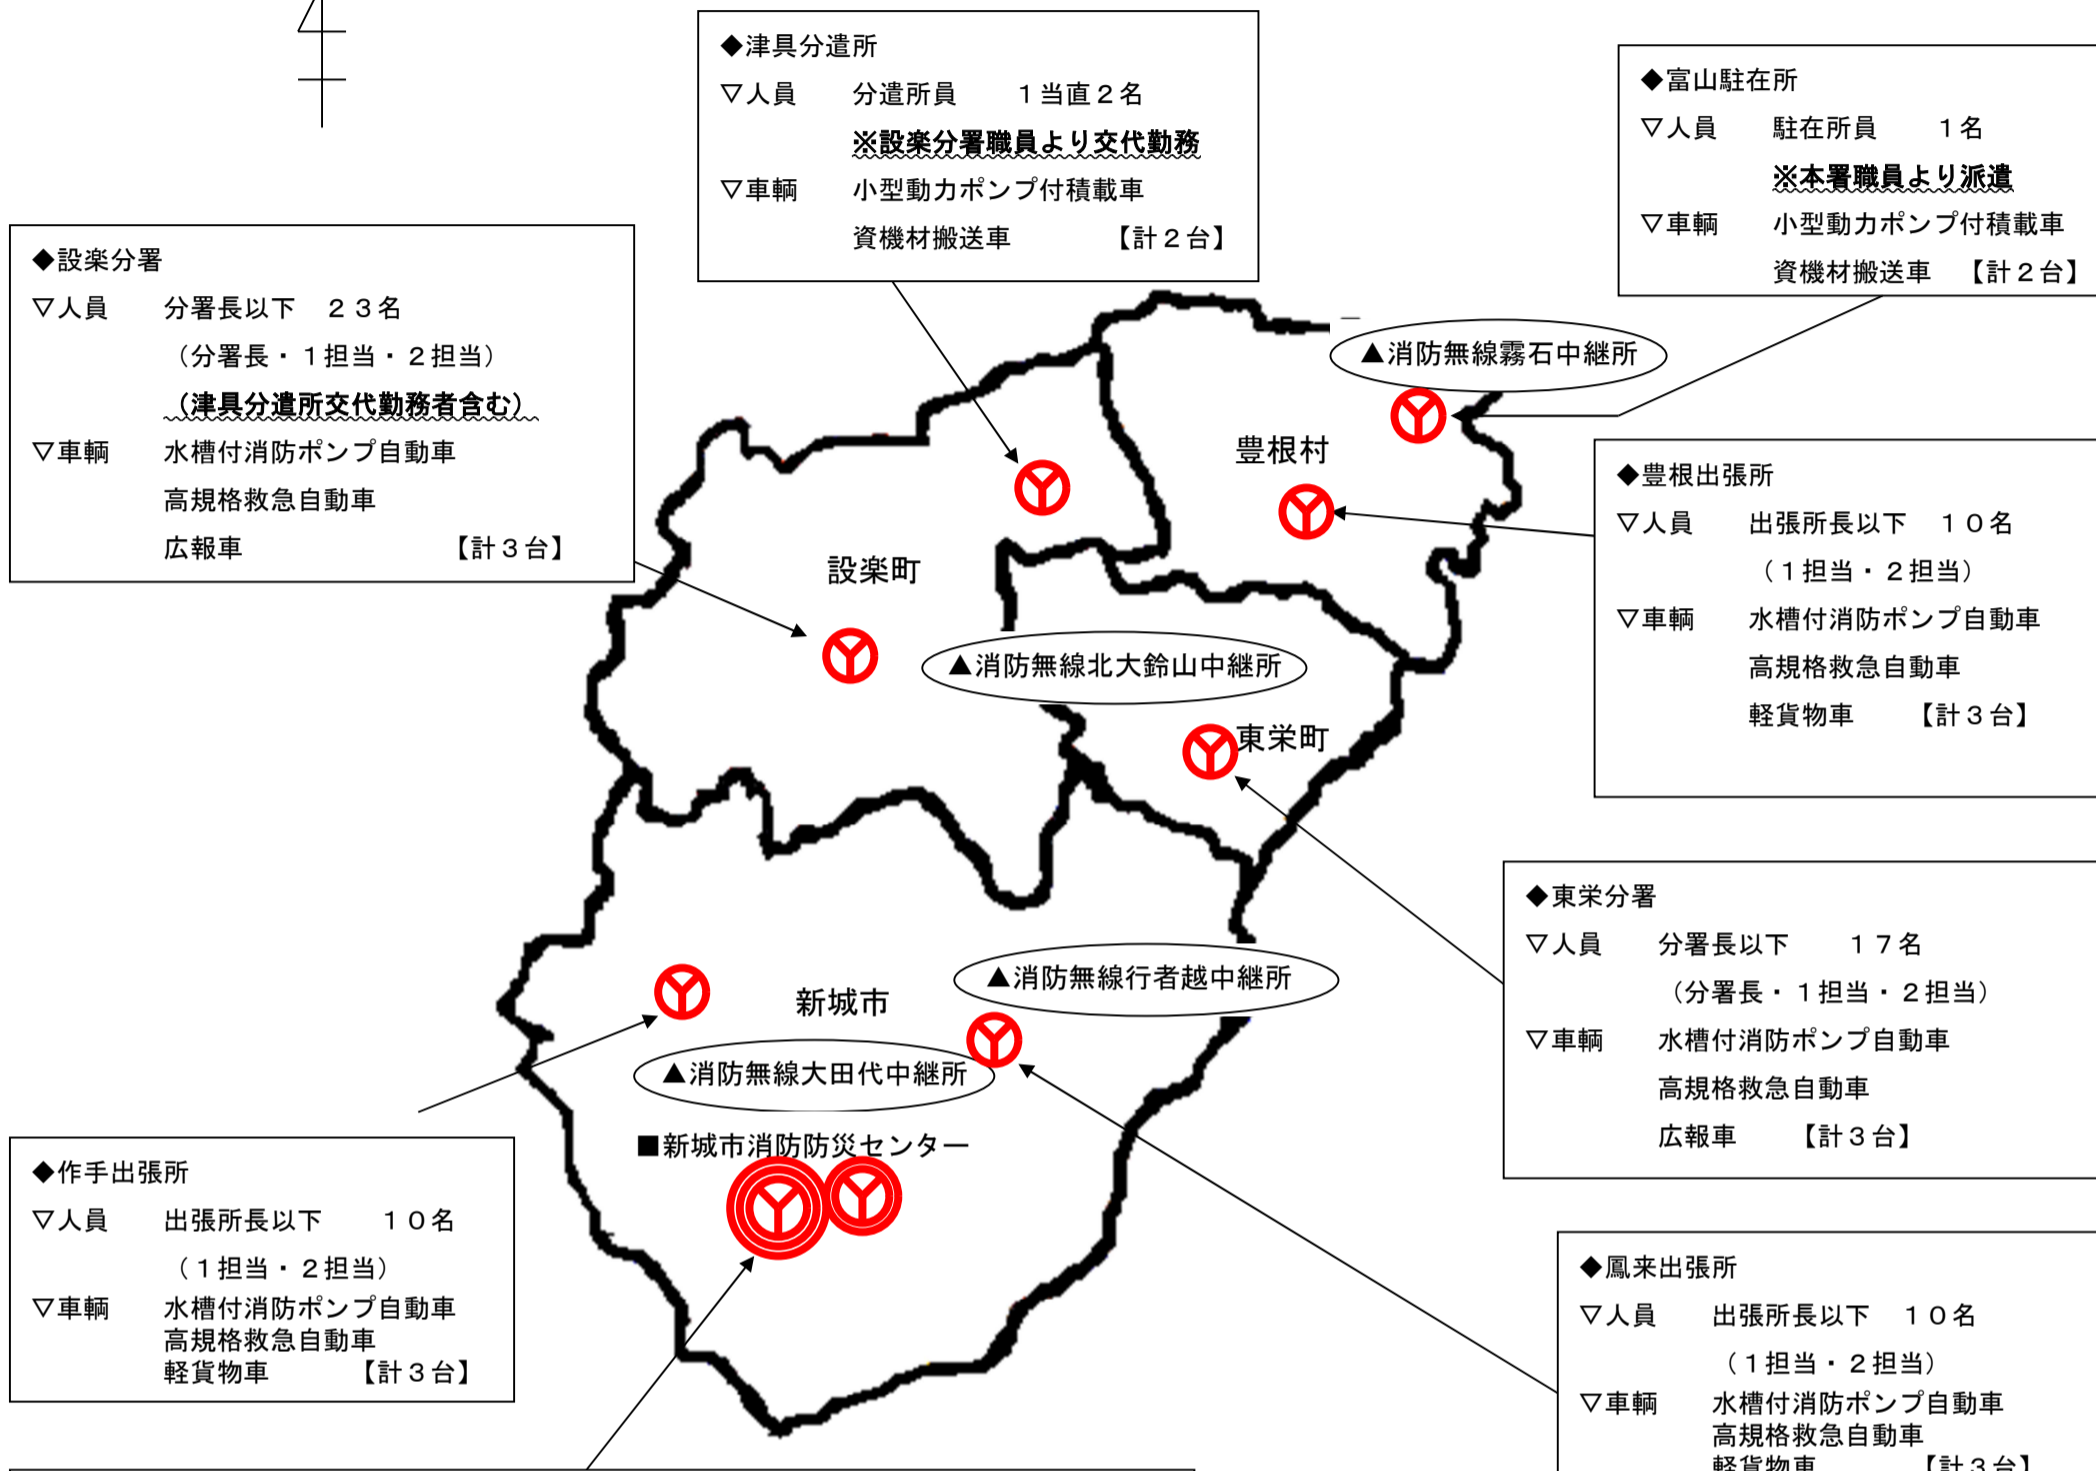 ◆津具分遣所
▽人員 分遣所員 1当直2名
※設楽分署職員より交代勤務
▽車輌 小型動力ポンプ付積載車
資機材搬送車 【計2台】
◆富山駐在所
▽人員 駐在所員 1名
※本署職員より派遣
▽車輌 小型動力ポンプ付積載車
資機材搬送車 【計2台】
◆設楽分署
▽人員 分署長以下 23名
(分署長・1担当・2担当)
(津具分遣所交代勤務者含む)
▽車輌 水槽付消防ポンプ自動車
高規格救急自動車
広報車 【計3台】
▲消防無線霧石中継所
豊根村
◆豊根出張所
▽人員 出張所長以下 10名
(1担当・2担当)
▽車輌 水槽付消防ポンプ自動車
高規格救急自動車
軽貨物車 【計3台】
設楽町
▲消防無線北大鈴山中継所
東栄町
◆東栄分署
▽人員 分署長以下 17名
(分署長・1担当・2担当)
▽車輌 水槽付消防ポンプ自動車
高規格救急自動車
広報車 【計3台】
▲消防無線行者越中継所
新城市
▲消防無線大田代中継所
■新城市消防防災センター
◆作手出張所
▽人員 出張所長以下 10名
(1担当・2担当)
▽車輌 水槽付消防ポンプ自動車
高規格救急自動車
軽貨物車 【計3台】
◆鳳来出張所
▽人員 出張所長以下 10名
(1担当・2担当)
▽車輌 水槽付消防ポンプ自動車
高規格救急自動車
軽貨物車 【計3台】